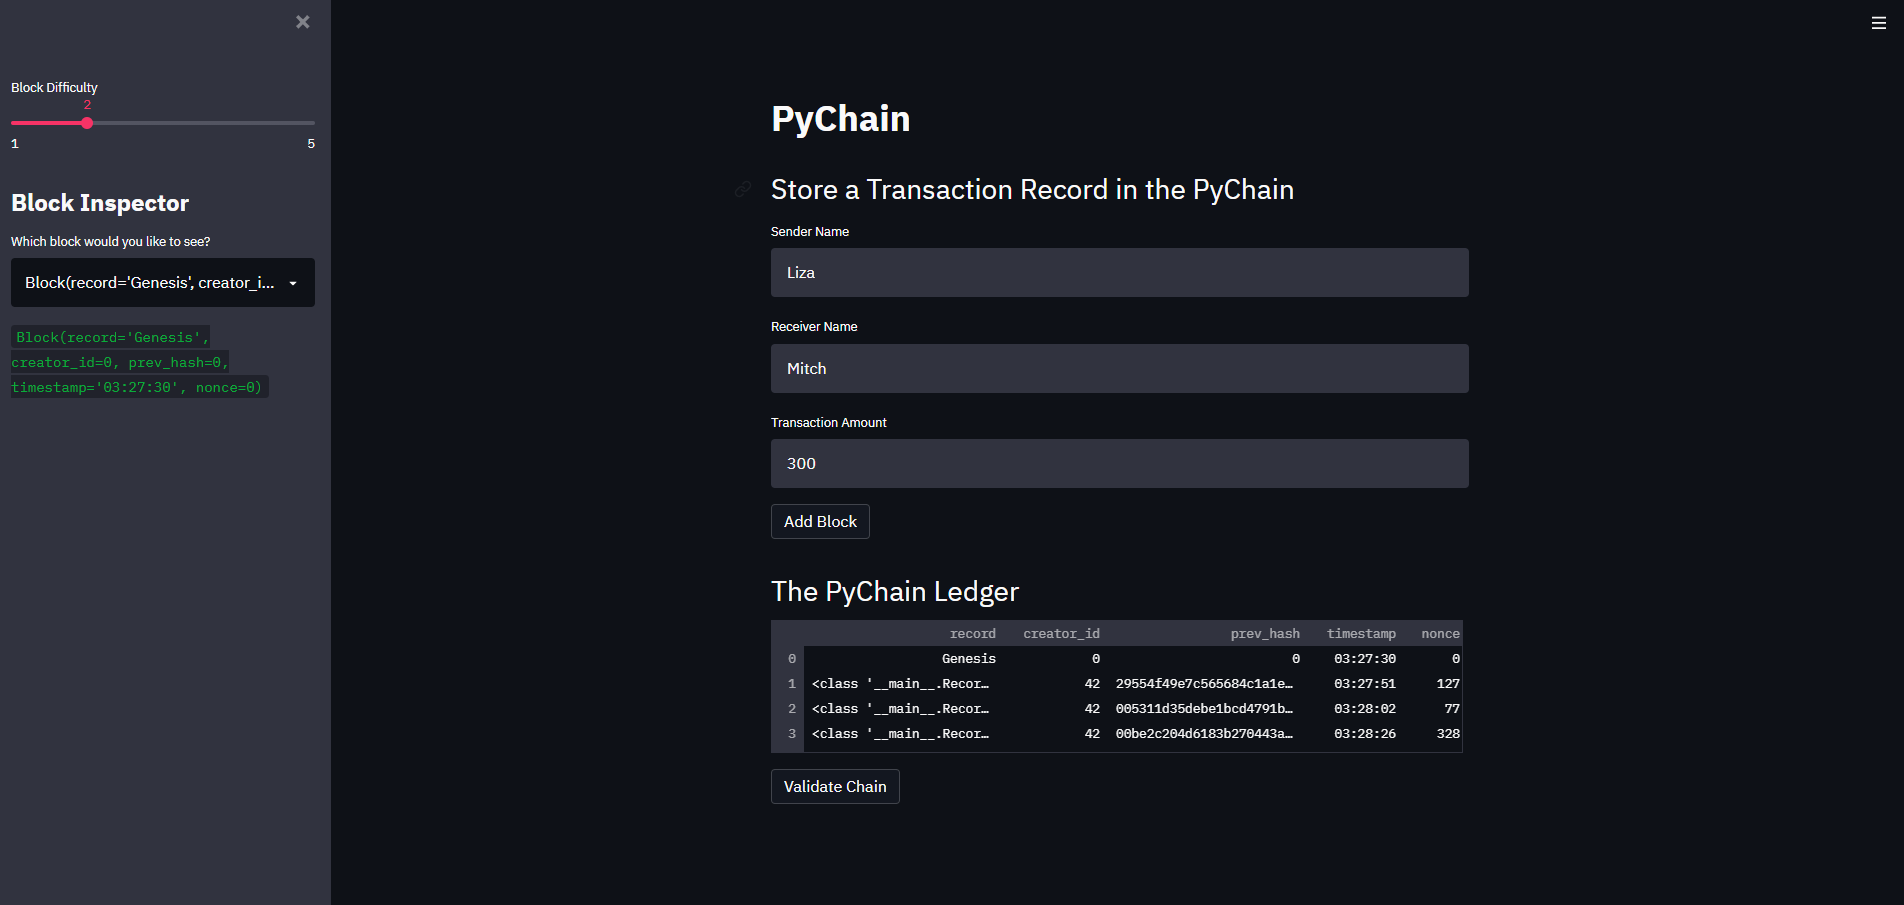 Block Difficulty
2
1 5
Block Inspector
Which block would you like to see?
Block(record='Genesis', creator_i...
Block(record='Genesis',
creator_id=0, prev_hash=0,
timestamp='03:27:30', nonce=0)
PyChain
Store a Transaction Record in the PyChain
Sender Name
Liza
Receiver Name
Mitch
Transaction Amount
300
Add Block
The PyChain Ledger
record creator_id prev_hash timestamp nonce
0 Genesis 0 0 03:27:30 0
1 <class '__main__.Recor… 42 29554f49e7c565684c1a1e… 03:27:51 127
2 <class '__main__.Recor… 42 005311d35debe1bcd4791b… 03:28:02 77
3 <class '__main__.Recor… 42 00be2c204d6183b270443a… 03:28:26 328
Validate Chain